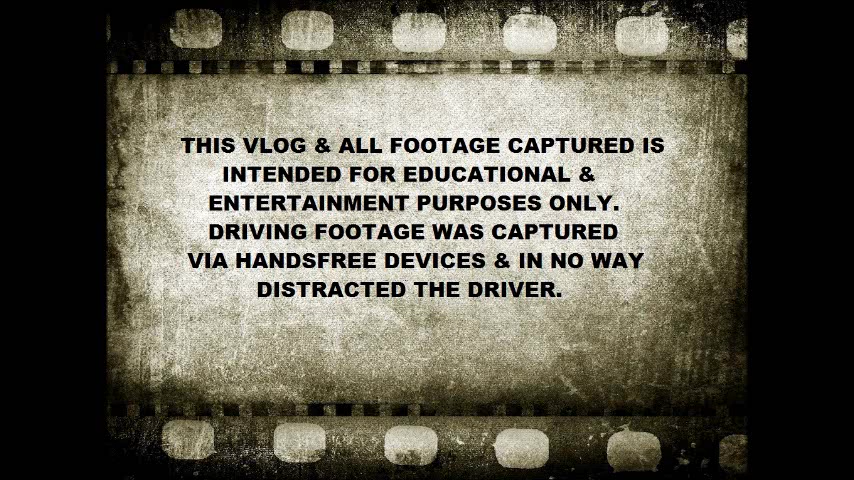 THIS VLOG & ALL FOOTAGE CAPTURED IS
INTENDED FOR EDUCATIONAL &
ENTERTAINMENT PURPOSES ONLY.
DRIVING FOOTAGE WAS CAPTURED
VIA HANDSFREE DEVICES & IN NO WAY
DISTRACTED THE DRIVER.